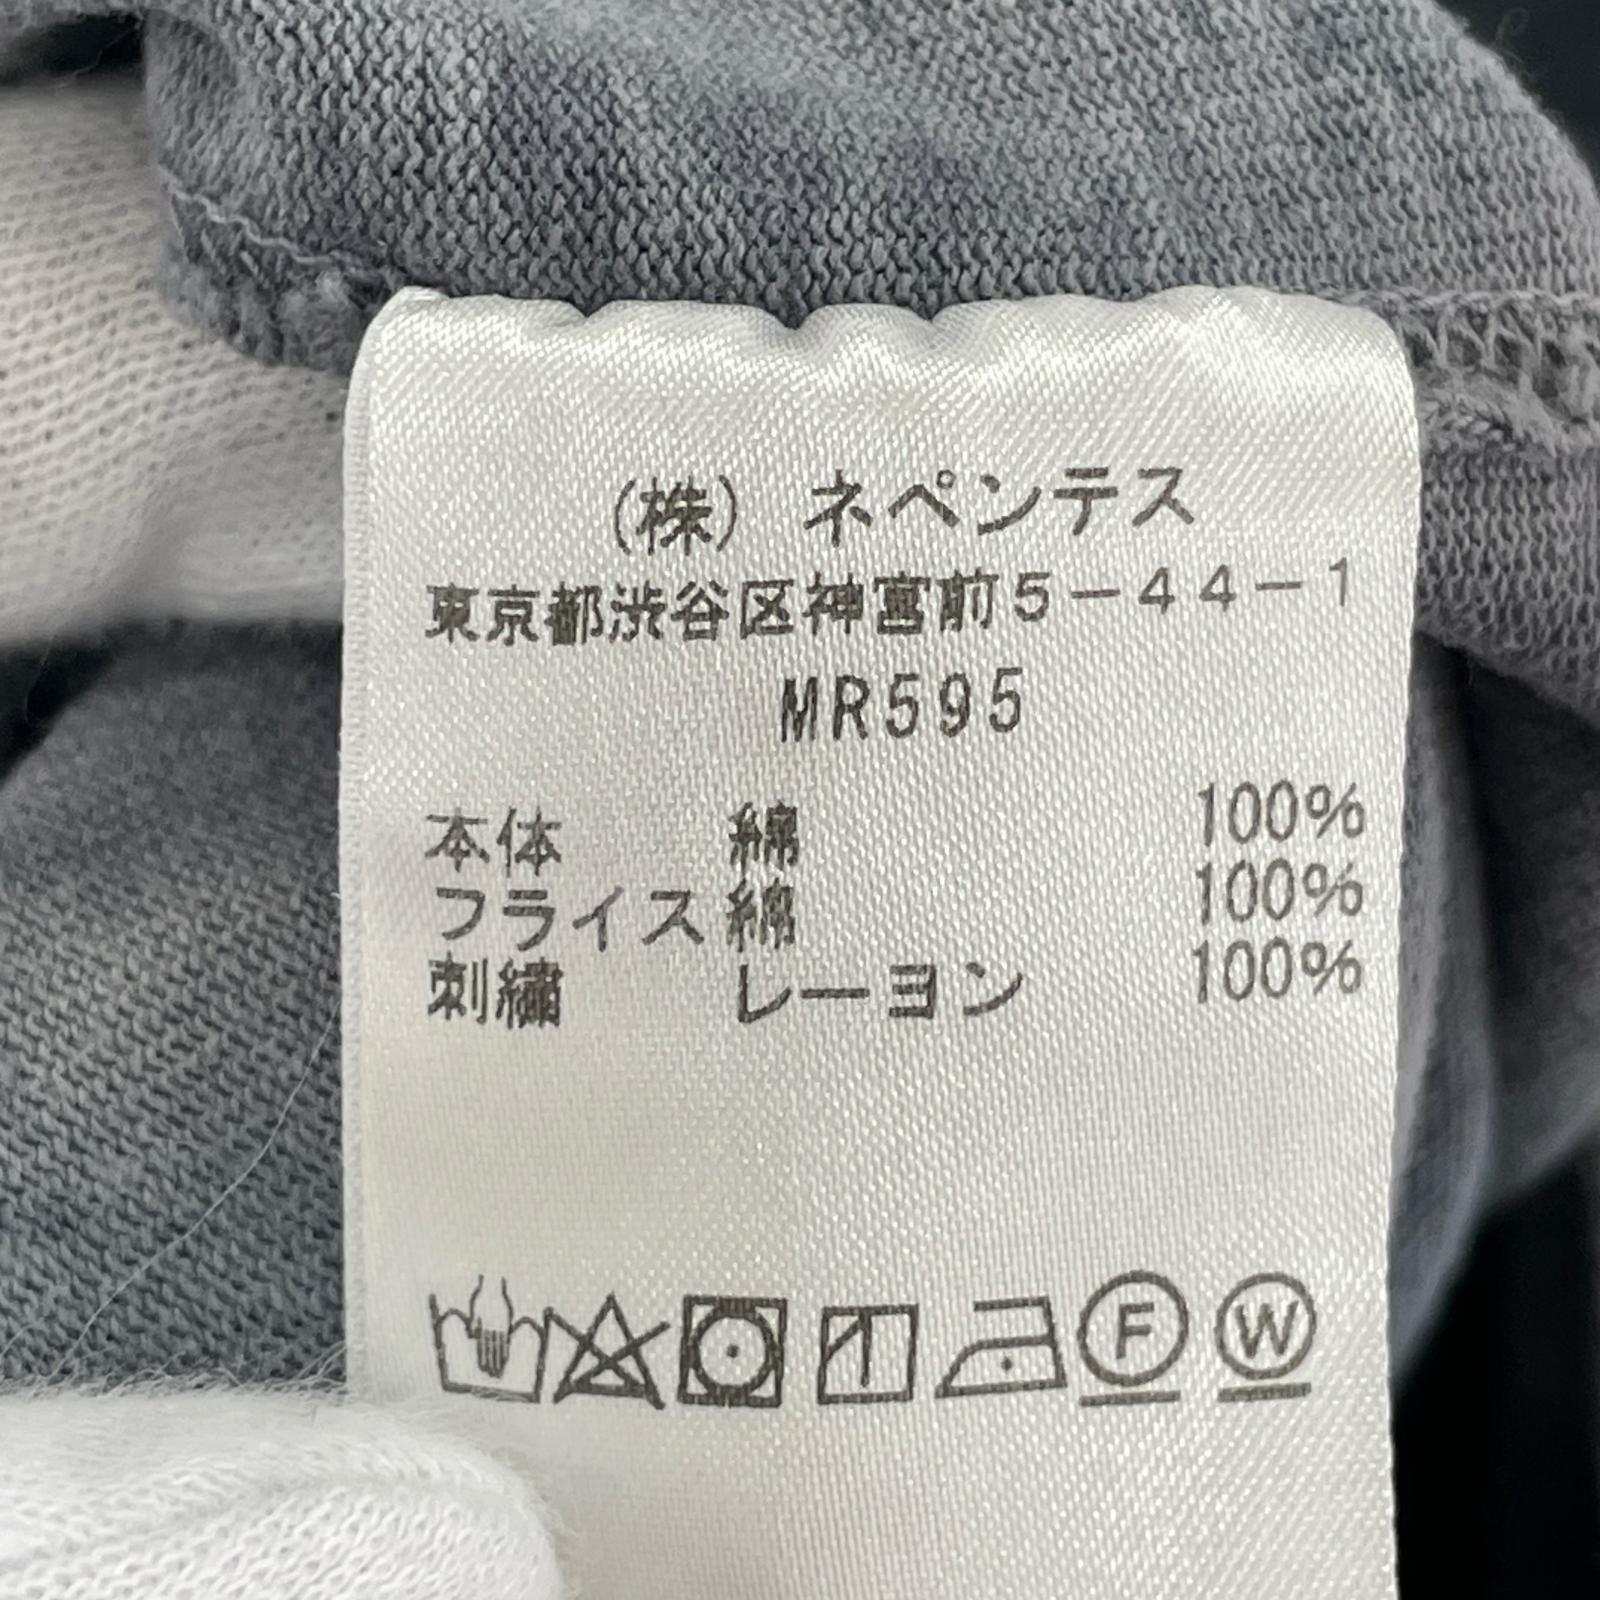 (株) ネペンテス
東京都渋谷区神宮前5-44-1
MR595
本体 綿 100%
フライス 綿 100%
刺繍 レーヨン 100%
F W